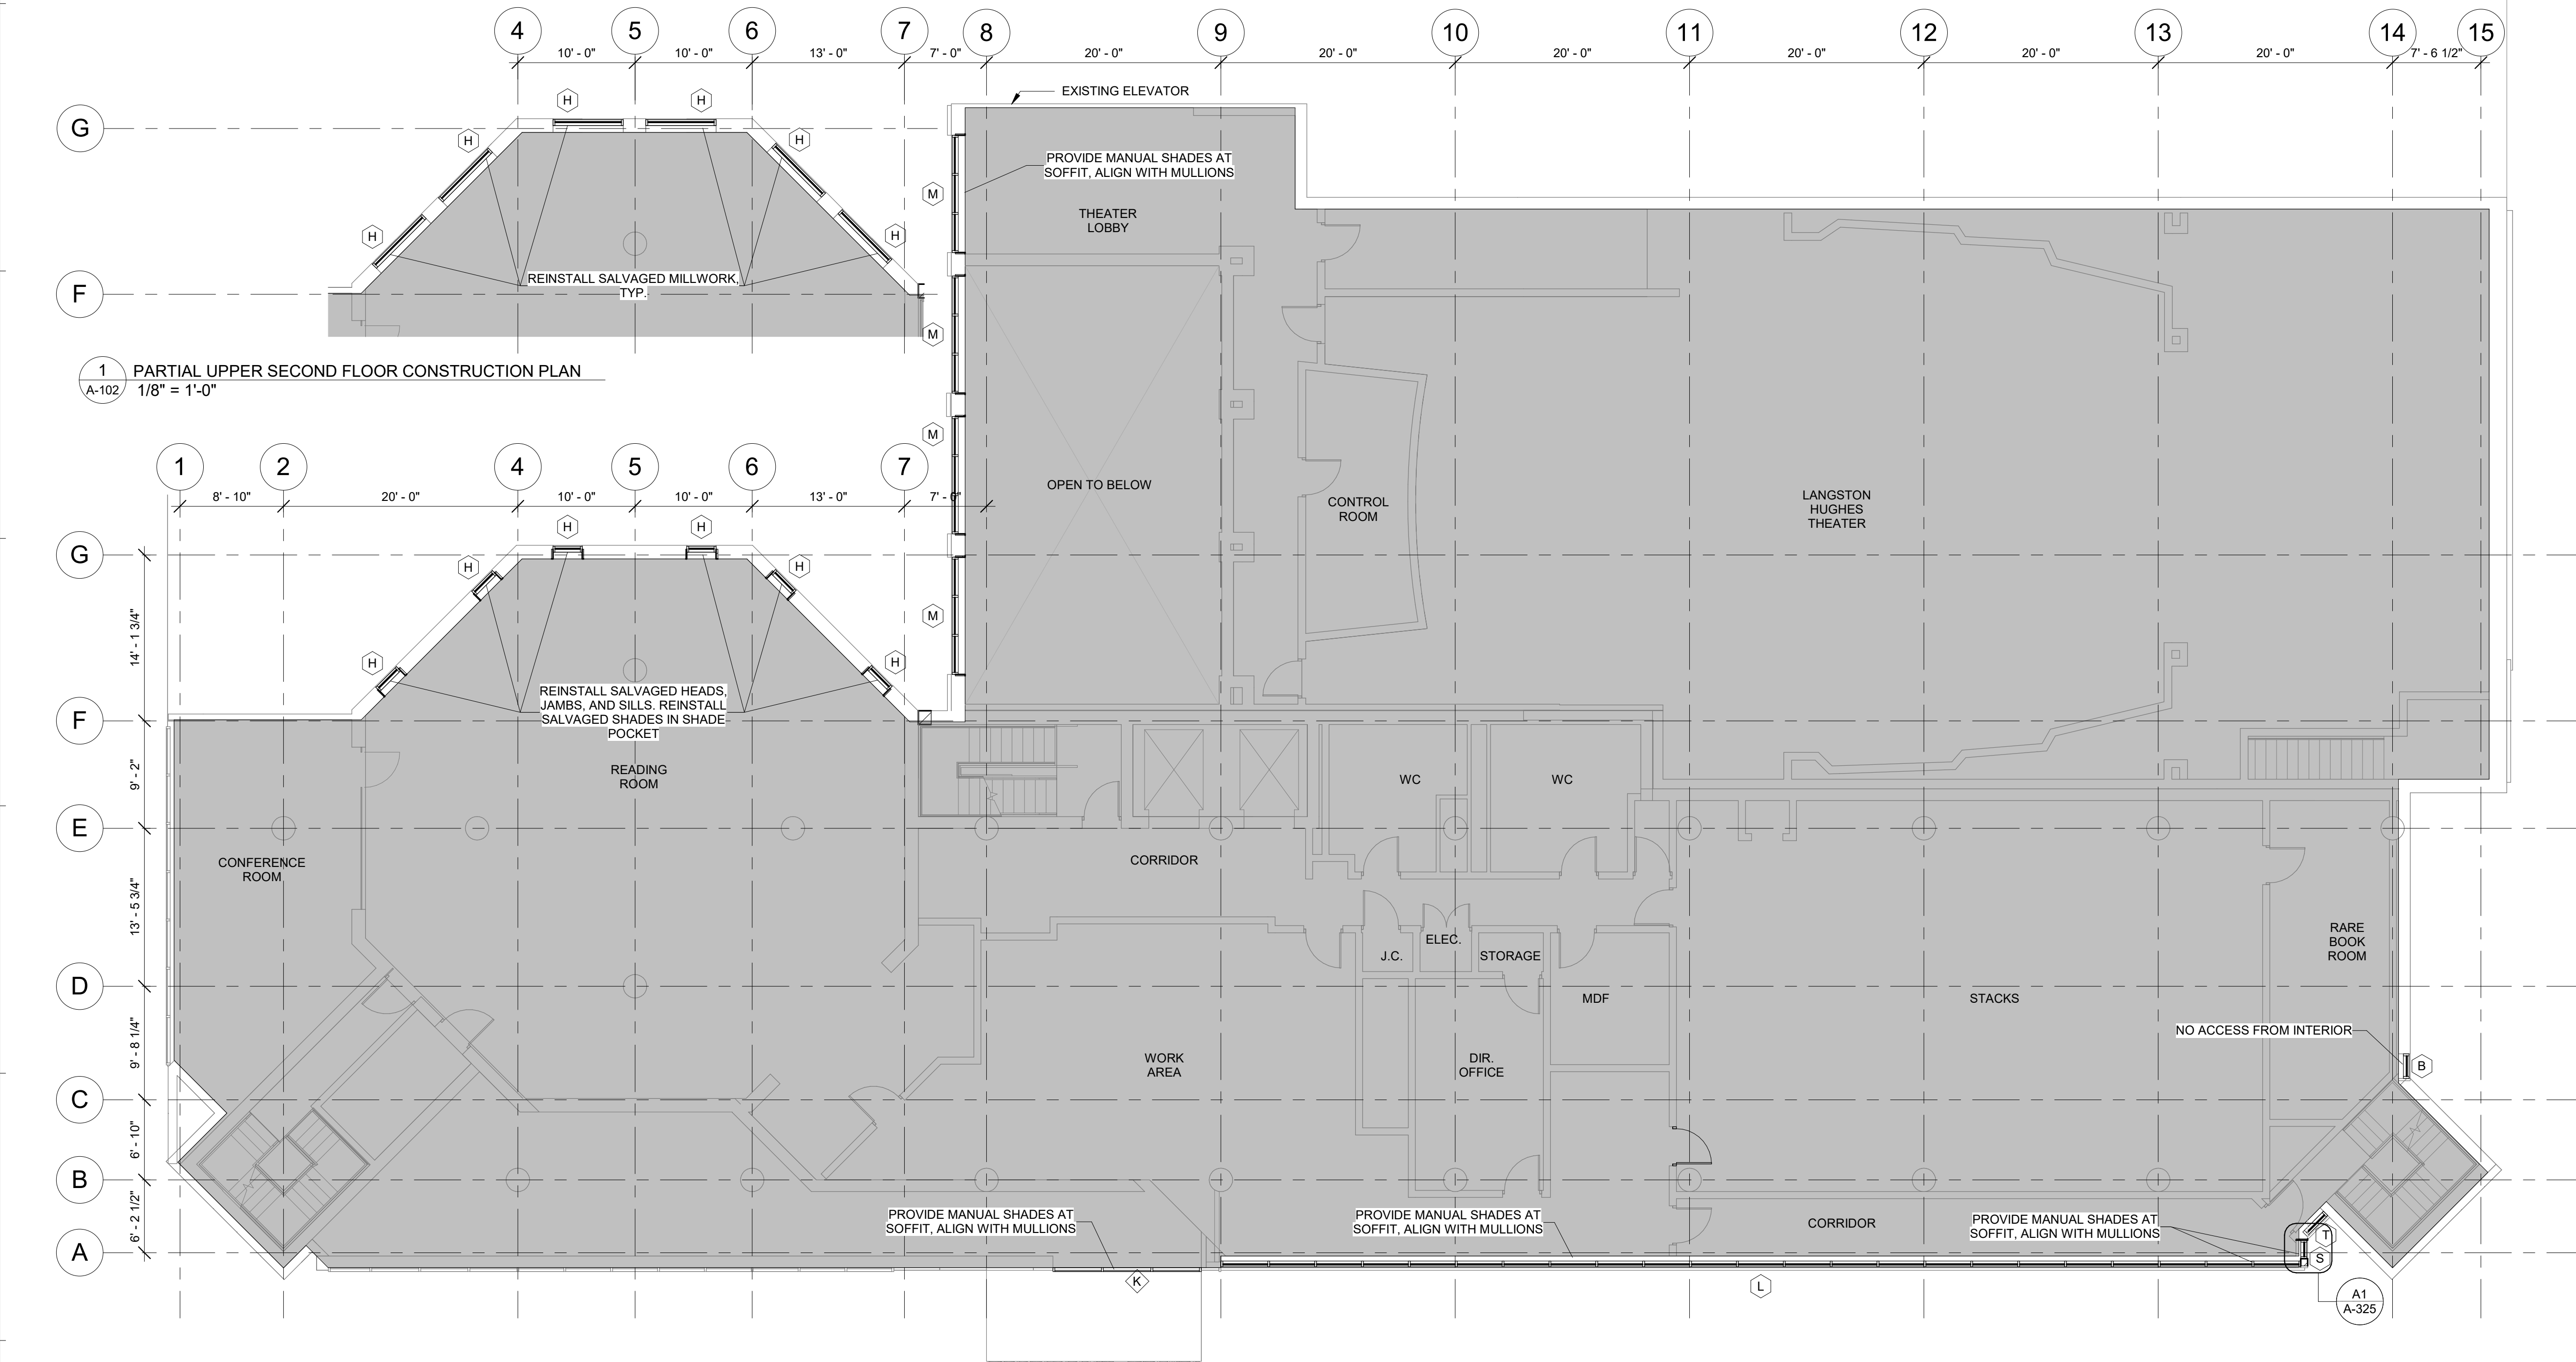 4 5 6 7 8 9 10 11 12 13 14 15
10' - 0" 10' - 0" 13' - 0" 7' - 0" 20' - 0" 20' - 0" 20' - 0" 20' - 0" 20' - 0" 20' - 0" 7' - 6 1/2"
EXISTING ELEVATOR
H H
G
H H
PROVIDE MANUAL SHADES AT
SOFFIT, ALIGN WITH MULLIONS
M
THEATER
LOBBY
H H
REINSTALL SALVAGED MILLWORK,
TYP.
F
M
1
A-102
PARTIAL UPPER SECOND FLOOR CONSTRUCTION PLAN
1/8" = 1'-0"
M
1 2 4 5 6 7
8' - 10" 20' - 0" 10' - 0" 10' - 0" 13' - 0" 7' - 0"
OPEN TO BELOW
CONTROL
ROOM
LANGSTON
HUGHES
THEATER
H H
G
H H
M
14' - 1 3/4"
H H
REINSTALL SALVAGED HEADS,
JAMBS, AND SILLS. REINSTALL
SALVAGED SHADES IN SHADE
POCKET
F
READING
ROOM
9' - 2"
WC WC
E
CONFERENCE
ROOM
CORRIDOR
13' - 5 3/4"
J.C.
ELEC.
STORAGE
RARE
BOOK
ROOM
D
MDF
STACKS
NO ACCESS FROM INTERIOR
B
9' - 8 1/4"
WORK
AREA
DIR.
OFFICE
C
6' - 10"
B
6' - 2 1/2"
PROVIDE MANUAL SHADES AT
SOFFIT, ALIGN WITH MULLIONS
PROVIDE MANUAL SHADES AT
SOFFIT, ALIGN WITH MULLIONS
CORRIDOR
PROVIDE MANUAL SHADES AT
SOFFIT, ALIGN WITH MULLIONS
T
A
S
K
L
A1
A-325